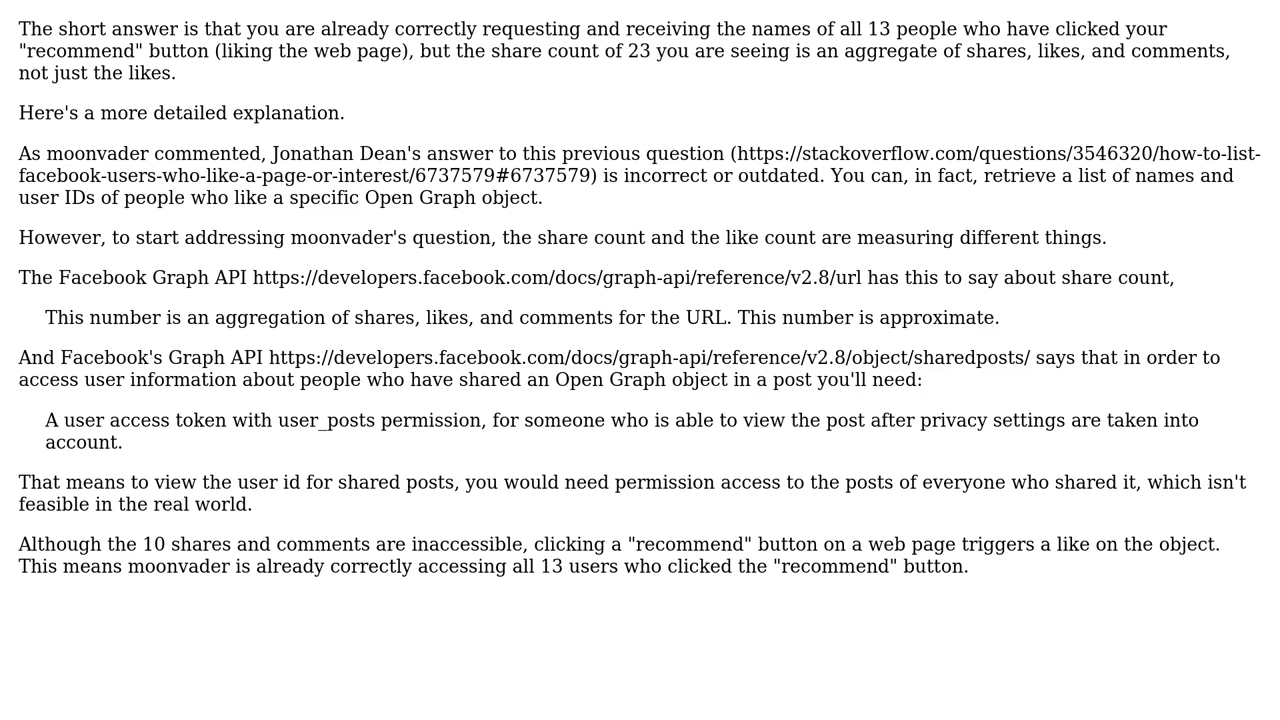 The short answer is that you are already correctly requesting and receiving the names of all 13 people who have clicked your
"recommend" button (liking the web page), but the share count of 23 you are seeing is an aggregate of shares, likes, and comments,
not just the likes.
Here's a more detailed explanation.
As moonvader commented, Jonathan Dean's answer to this previous question (https://stackoverflow.com/questions/3546320/how-to-list-
facebook-users-who-like-a-page-or-interest/6737579#6737579) is incorrect or outdated. You can, in fact, retrieve a list of names and
user IDs of people who like a specific Open Graph object.
However, to start addressing moonvader's question, the share count and the like count are measuring different things.
The Facebook Graph API https://developers.facebook.com/docs/graph-api/reference/v2.8/url has this to say about share count,
This number is an aggregation of shares, likes, and comments for the URL. This number is approximate.
And Facebook's Graph API https://developers.facebook.com/docs/graph-api/reference/v2.8/object/sharedposts/ says that in order to
access user information about people who have shared an Open Graph object in a post you'll need:
A user access token with user_posts permission, for someone who is able to view the post after privacy settings are taken into
account.
That means to view the user id for shared posts, you would need permission access to the posts of everyone who shared it, which isn't
feasible in the real world.
Although the 10 shares and comments are inaccessible, clicking a "recommend" button on a web page triggers a like on the object.
This means moonvader is already correctly accessing all 13 users who clicked the "recommend" button.